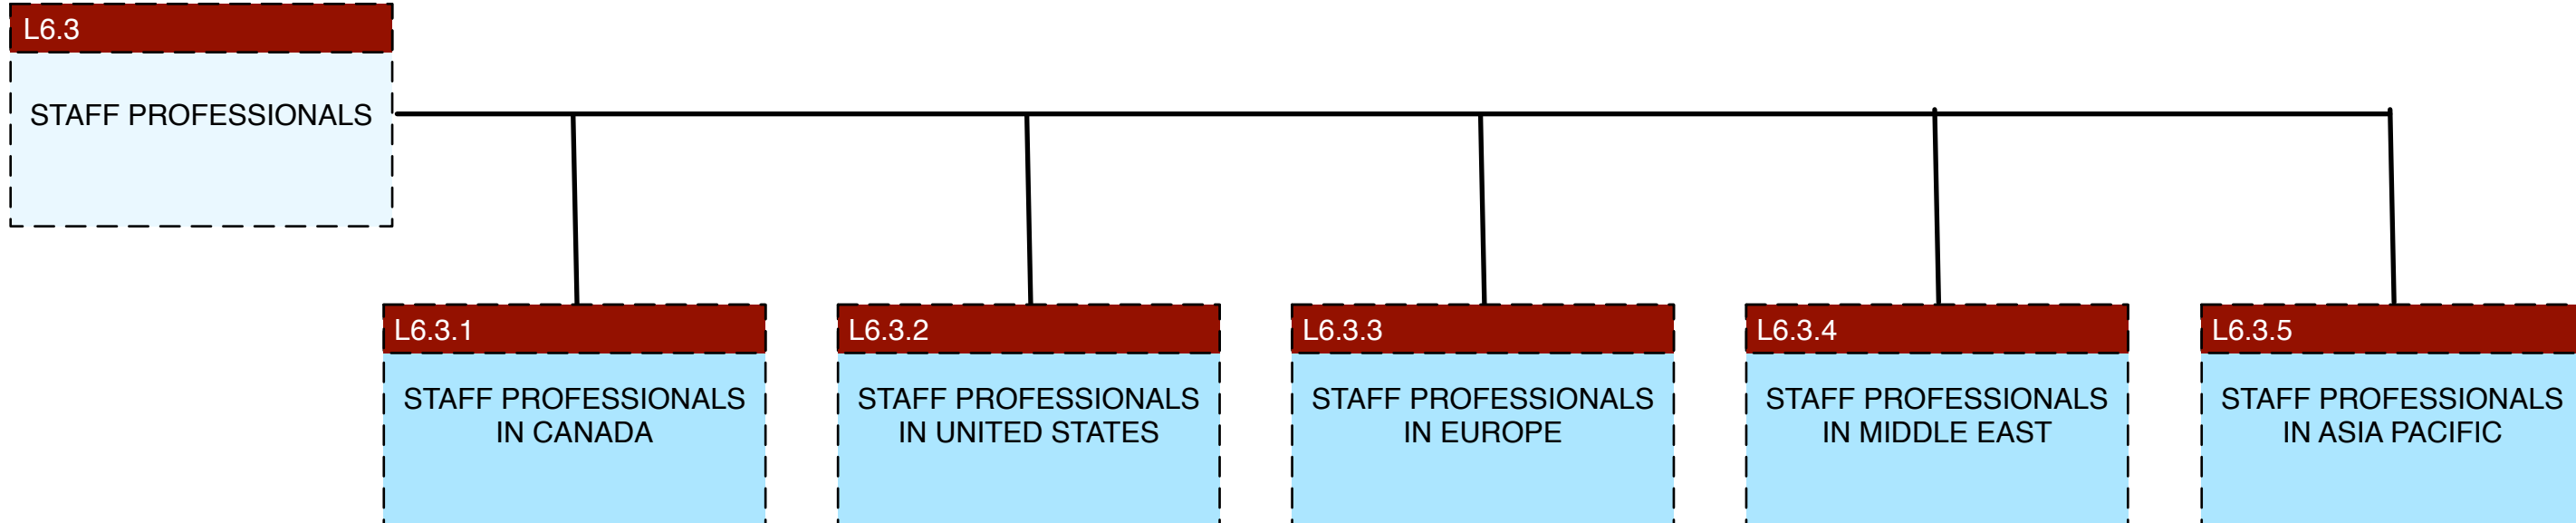 L6.3
STAFF PROFESSIONALS
L6.3.1
STAFF PROFESSIONALS
IN CANADA
L6.3.2
STAFF PROFESSIONALS
IN UNITED STATES
L6.3.3
STAFF PROFESSIONALS
IN EUROPE
L6.3.4
STAFF PROFESSIONALS
IN MIDDLE EAST
L6.3.5
STAFF PROFESSIONALS
IN ASIA PACIFIC